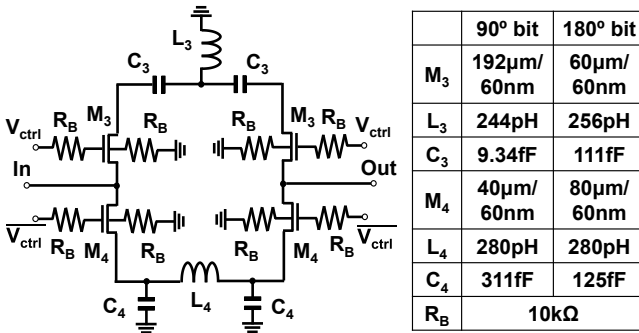 L3
C3 C3
M3 M3
RB RB RB
Vctrl Vctrl
In Out
Vctrl Vctrl
RB RB RB RB
M4 M4
C4 L4 C4
90º bit 180º bit
M3 192µm/ 60nm 60µm/ 60nm
L3 244pH 256pH
C3 9.34fF 111fF
M4 40µm/ 60nm 80µm/ 60nm
L4 280pH 280pH
C4 311fF 125fF
RB 10kΩ